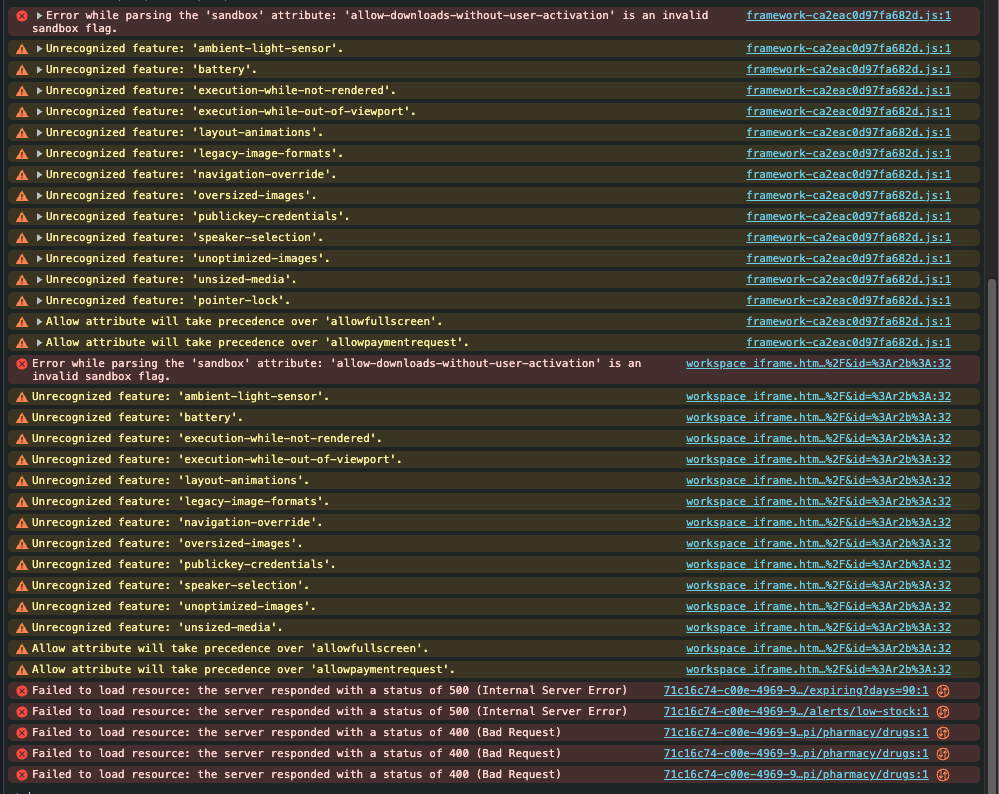 Error while parsing the 'sandbox' attribute: 'allow-downloads-without-user-activation' is an invalid framework-ca2eac0d97fa682d.js:1
sandbox flag.
Unrecognized feature: 'ambient-light-sensor'. framework-ca2eac0d97fa682d.js:1
Unrecognized feature: 'battery'. framework-ca2eac0d97fa682d.js:1
Unrecognized feature: 'execution-while-not-rendered'. framework-ca2eac0d97fa682d.js:1
Unrecognized feature: 'execution-while-out-of-viewport'. framework-ca2eac0d97fa682d.js:1
Unrecognized feature: 'layout-animations'. framework-ca2eac0d97fa682d.js:1
Unrecognized feature: 'legacy-image-formats'. framework-ca2eac0d97fa682d.js:1
Unrecognized feature: 'navigation-override'. framework-ca2eac0d97fa682d.js:1
Unrecognized feature: 'oversized-images'. framework-ca2eac0d97fa682d.js:1
Unrecognized feature: 'publickey-credentials'. framework-ca2eac0d97fa682d.js:1
Unrecognized feature: 'speaker-selection'. framework-ca2eac0d97fa682d.js:1
Unrecognized feature: 'unoptimized-images'. framework-ca2eac0d97fa682d.js:1
Unrecognized feature: 'unsized-media'. framework-ca2eac0d97fa682d.js:1
Unrecognized feature: 'pointer-lock'. framework-ca2eac0d97fa682d.js:1
Allow attribute will take precedence over 'allowfullscreen'. framework-ca2eac0d97fa682d.js:1
Allow attribute will take precedence over 'allowpaymentrequest'. framework-ca2eac0d97fa682d.js:1
Error while parsing the 'sandbox' attribute: 'allow-downloads-without-user-activation' is an workspace_iframe.htm…%2F&id=%3Ar2b%3A:32
invalid sandbox flag.
Unrecognized feature: 'ambient-light-sensor'. workspace_iframe.htm…%2F&id=%3Ar2b%3A:32
Unrecognized feature: 'battery'. workspace_iframe.htm…%2F&id=%3Ar2b%3A:32
Unrecognized feature: 'execution-while-not-rendered'. workspace_iframe.htm…%2F&id=%3Ar2b%3A:32
Unrecognized feature: 'execution-while-out-of-viewport'. workspace_iframe.htm…%2F&id=%3Ar2b%3A:32
Unrecognized feature: 'layout-animations'. workspace_iframe.htm…%2F&id=%3Ar2b%3A:32
Unrecognized feature: 'legacy-image-formats'. workspace_iframe.htm…%2F&id=%3Ar2b%3A:32
Unrecognized feature: 'navigation-override'. workspace_iframe.htm…%2F&id=%3Ar2b%3A:32
Unrecognized feature: 'oversized-images'. workspace_iframe.htm…%2F&id=%3Ar2b%3A:32
Unrecognized feature: 'publickey-credentials'. workspace_iframe.htm…%2F&id=%3Ar2b%3A:32
Unrecognized feature: 'speaker-selection'. workspace_iframe.htm…%2F&id=%3Ar2b%3A:32
Unrecognized feature: 'unoptimized-images'. workspace_iframe.htm…%2F&id=%3Ar2b%3A:32
Unrecognized feature: 'unsized-media'. workspace_iframe.htm…%2F&id=%3Ar2b%3A:32
Allow attribute will take precedence over 'allowfullscreen'. workspace_iframe.htm…%2F&id=%3Ar2b%3A:32
Allow attribute will take precedence over 'allowpaymentrequest'. workspace_iframe.htm…%2F&id=%3Ar2b%3A:32
Failed to load resource: the server responded with a status of 500 (Internal Server Error) 71c16c74-c00e-4969-9…/expiring?days=90:1
Failed to load resource: the server responded with a status of 500 (Internal Server Error) 71c16c74-c00e-4969-9…/alerts/low-stock:1
Failed to load resource: the server responded with a status of 400 (Bad Request) 71c16c74-c00e-4969-9…pi/pharmacy/drugs:1
Failed to load resource: the server responded with a status of 400 (Bad Request) 71c16c74-c00e-4969-9…pi/pharmacy/drugs:1
Failed to load resource: the server responded with a status of 400 (Bad Request) 71c16c74-c00e-4969-9…pi/pharmacy/drugs:1